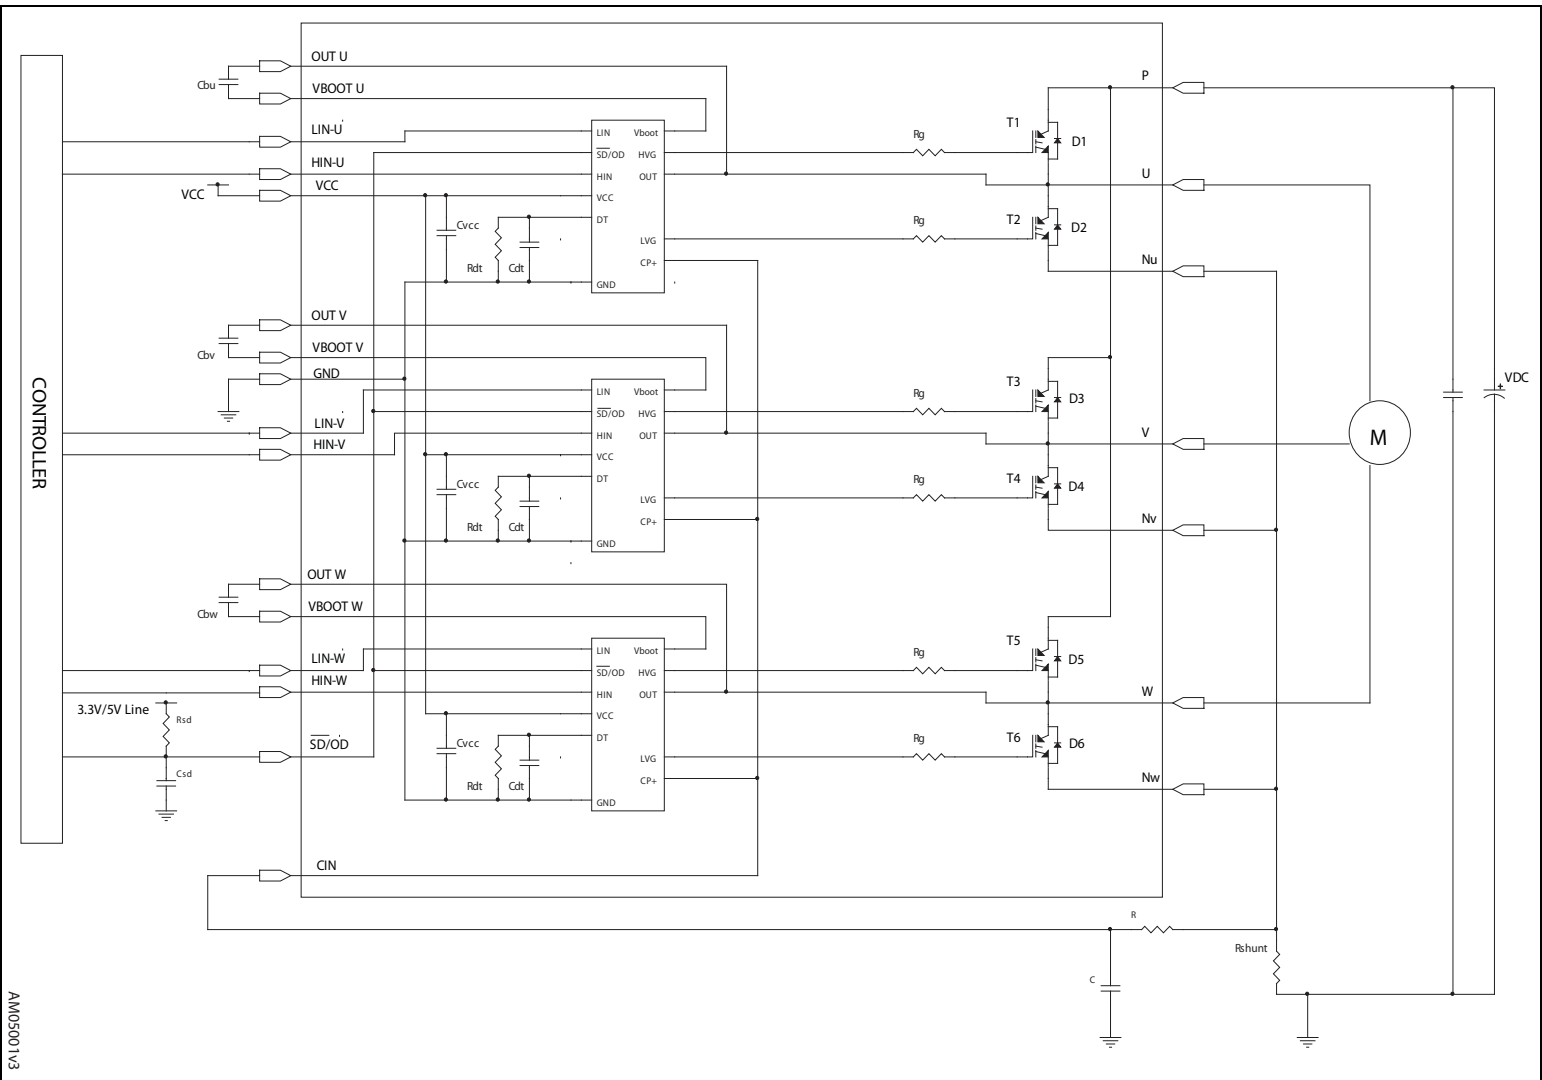 OUT U
Cbu
VBOOT U
LIN-U
HIN-U
VCC
VCC
LIN
Vboot
SD/OD
HVG
HIN
OUT
VCC
DT
LVG
CP+
GND
Cvcc
Rdt
Cdt
Rg
Rg
T1
D1
T2
D2
P
U
Nu
OUT V
Cbv
VBOOT V
GND
LIN-V
HIN-V
LIN
Vboot
SD/OD
HVG
HIN
OUT
VCC
DT
LVG
CP+
GND
Cvcc
Rdt
Cdt
Rg
Rg
T3
D3
T4
D4
V
Nv
M
VDC
CONTROLLER
OUT W
Cbw
VBOOT W
LIN-W
HIN-W
3.3V/5V Line
Rsd
SD/OD
Csd
LIN
Vboot
SD/OD
HVG
HIN
OUT
VCC
DT
LVG
CP+
GND
Cvcc
Rdt
Cdt
Rg
Rg
T5
D5
T6
D6
W
Nw
CIN
R
Rshunt
C
AM05001v3